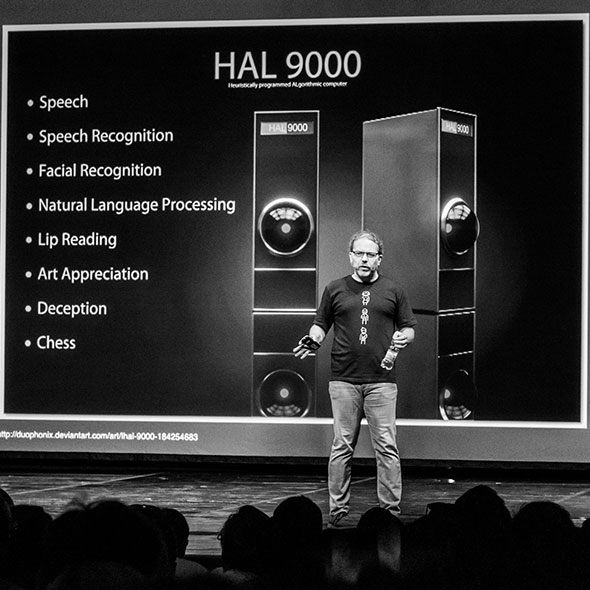 HAL 9000
Heuristically programmed ALgorithmic computer
HAL 9000
HAL 9000
• Speech
• Speech Recognition
• Facial Recognition
• Natural Language Processing
• Lip Reading
• Art Appreciation
• Deception
• Chess
http://duophonix.deviantart.com/art/Ihal-9000-184254683